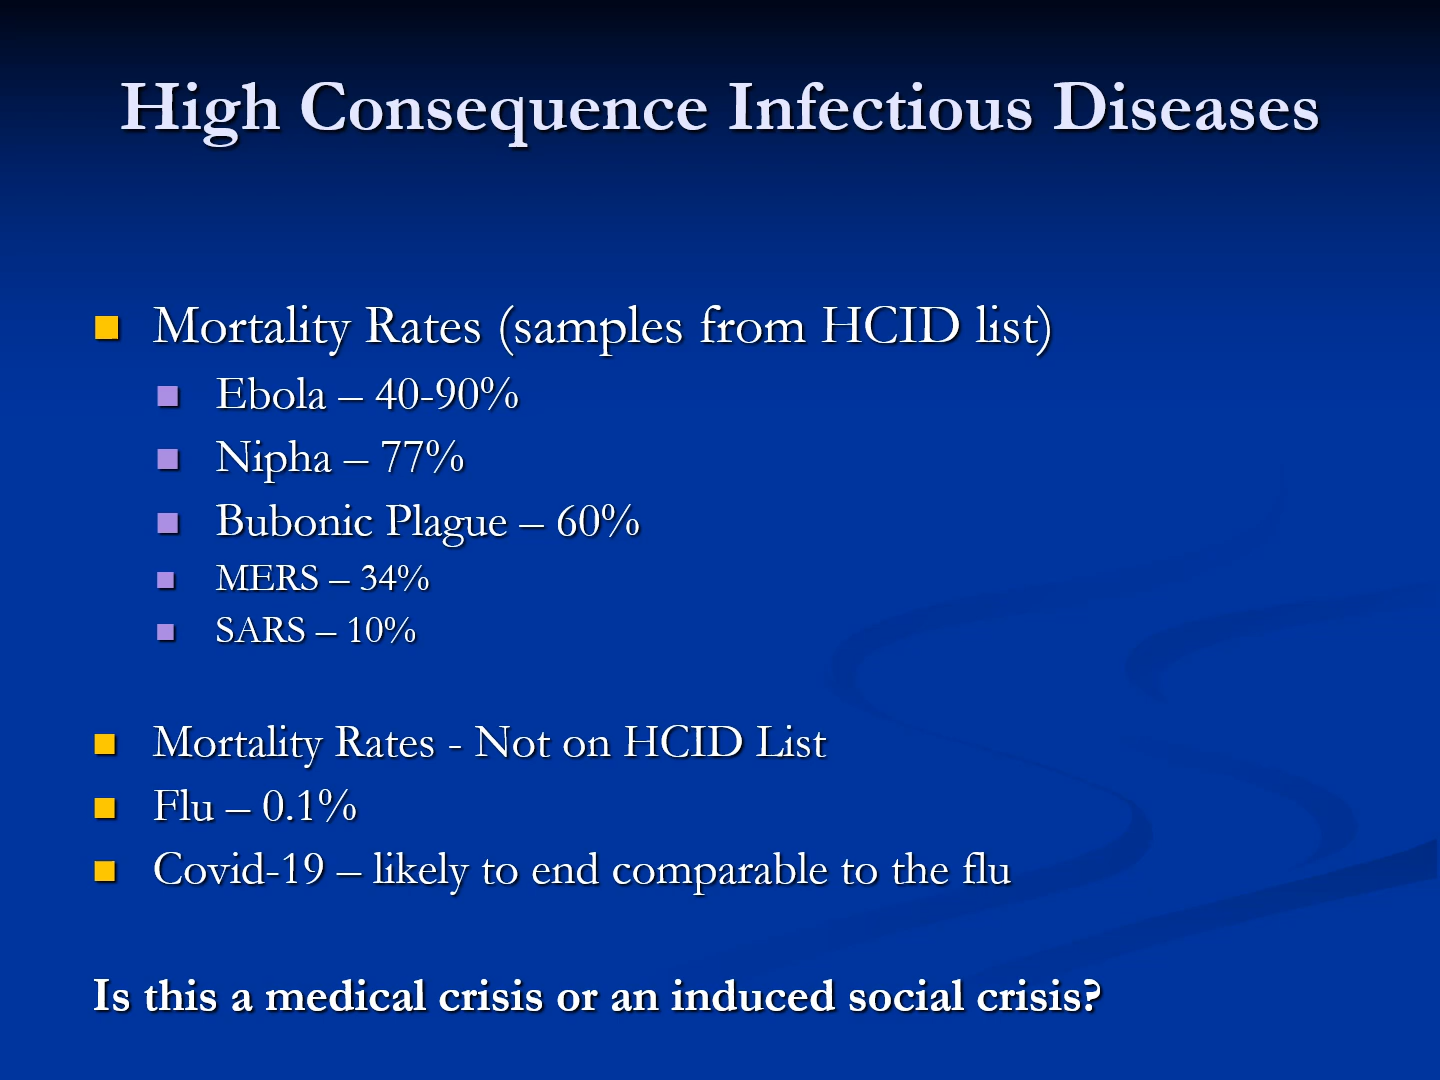 High Consequence Infectious Diseases
Mortality Rates (samples from HCID list)
Ebola – 40-90%
Nipha – 77%
Bubonic Plague – 60%
MERS – 34%
SARS – 10%
Mortality Rates - Not on HCID List
Flu – 0.1%
Covid-19 – likely to end comparable to the flu
Is this a medical crisis or an induced social crisis?